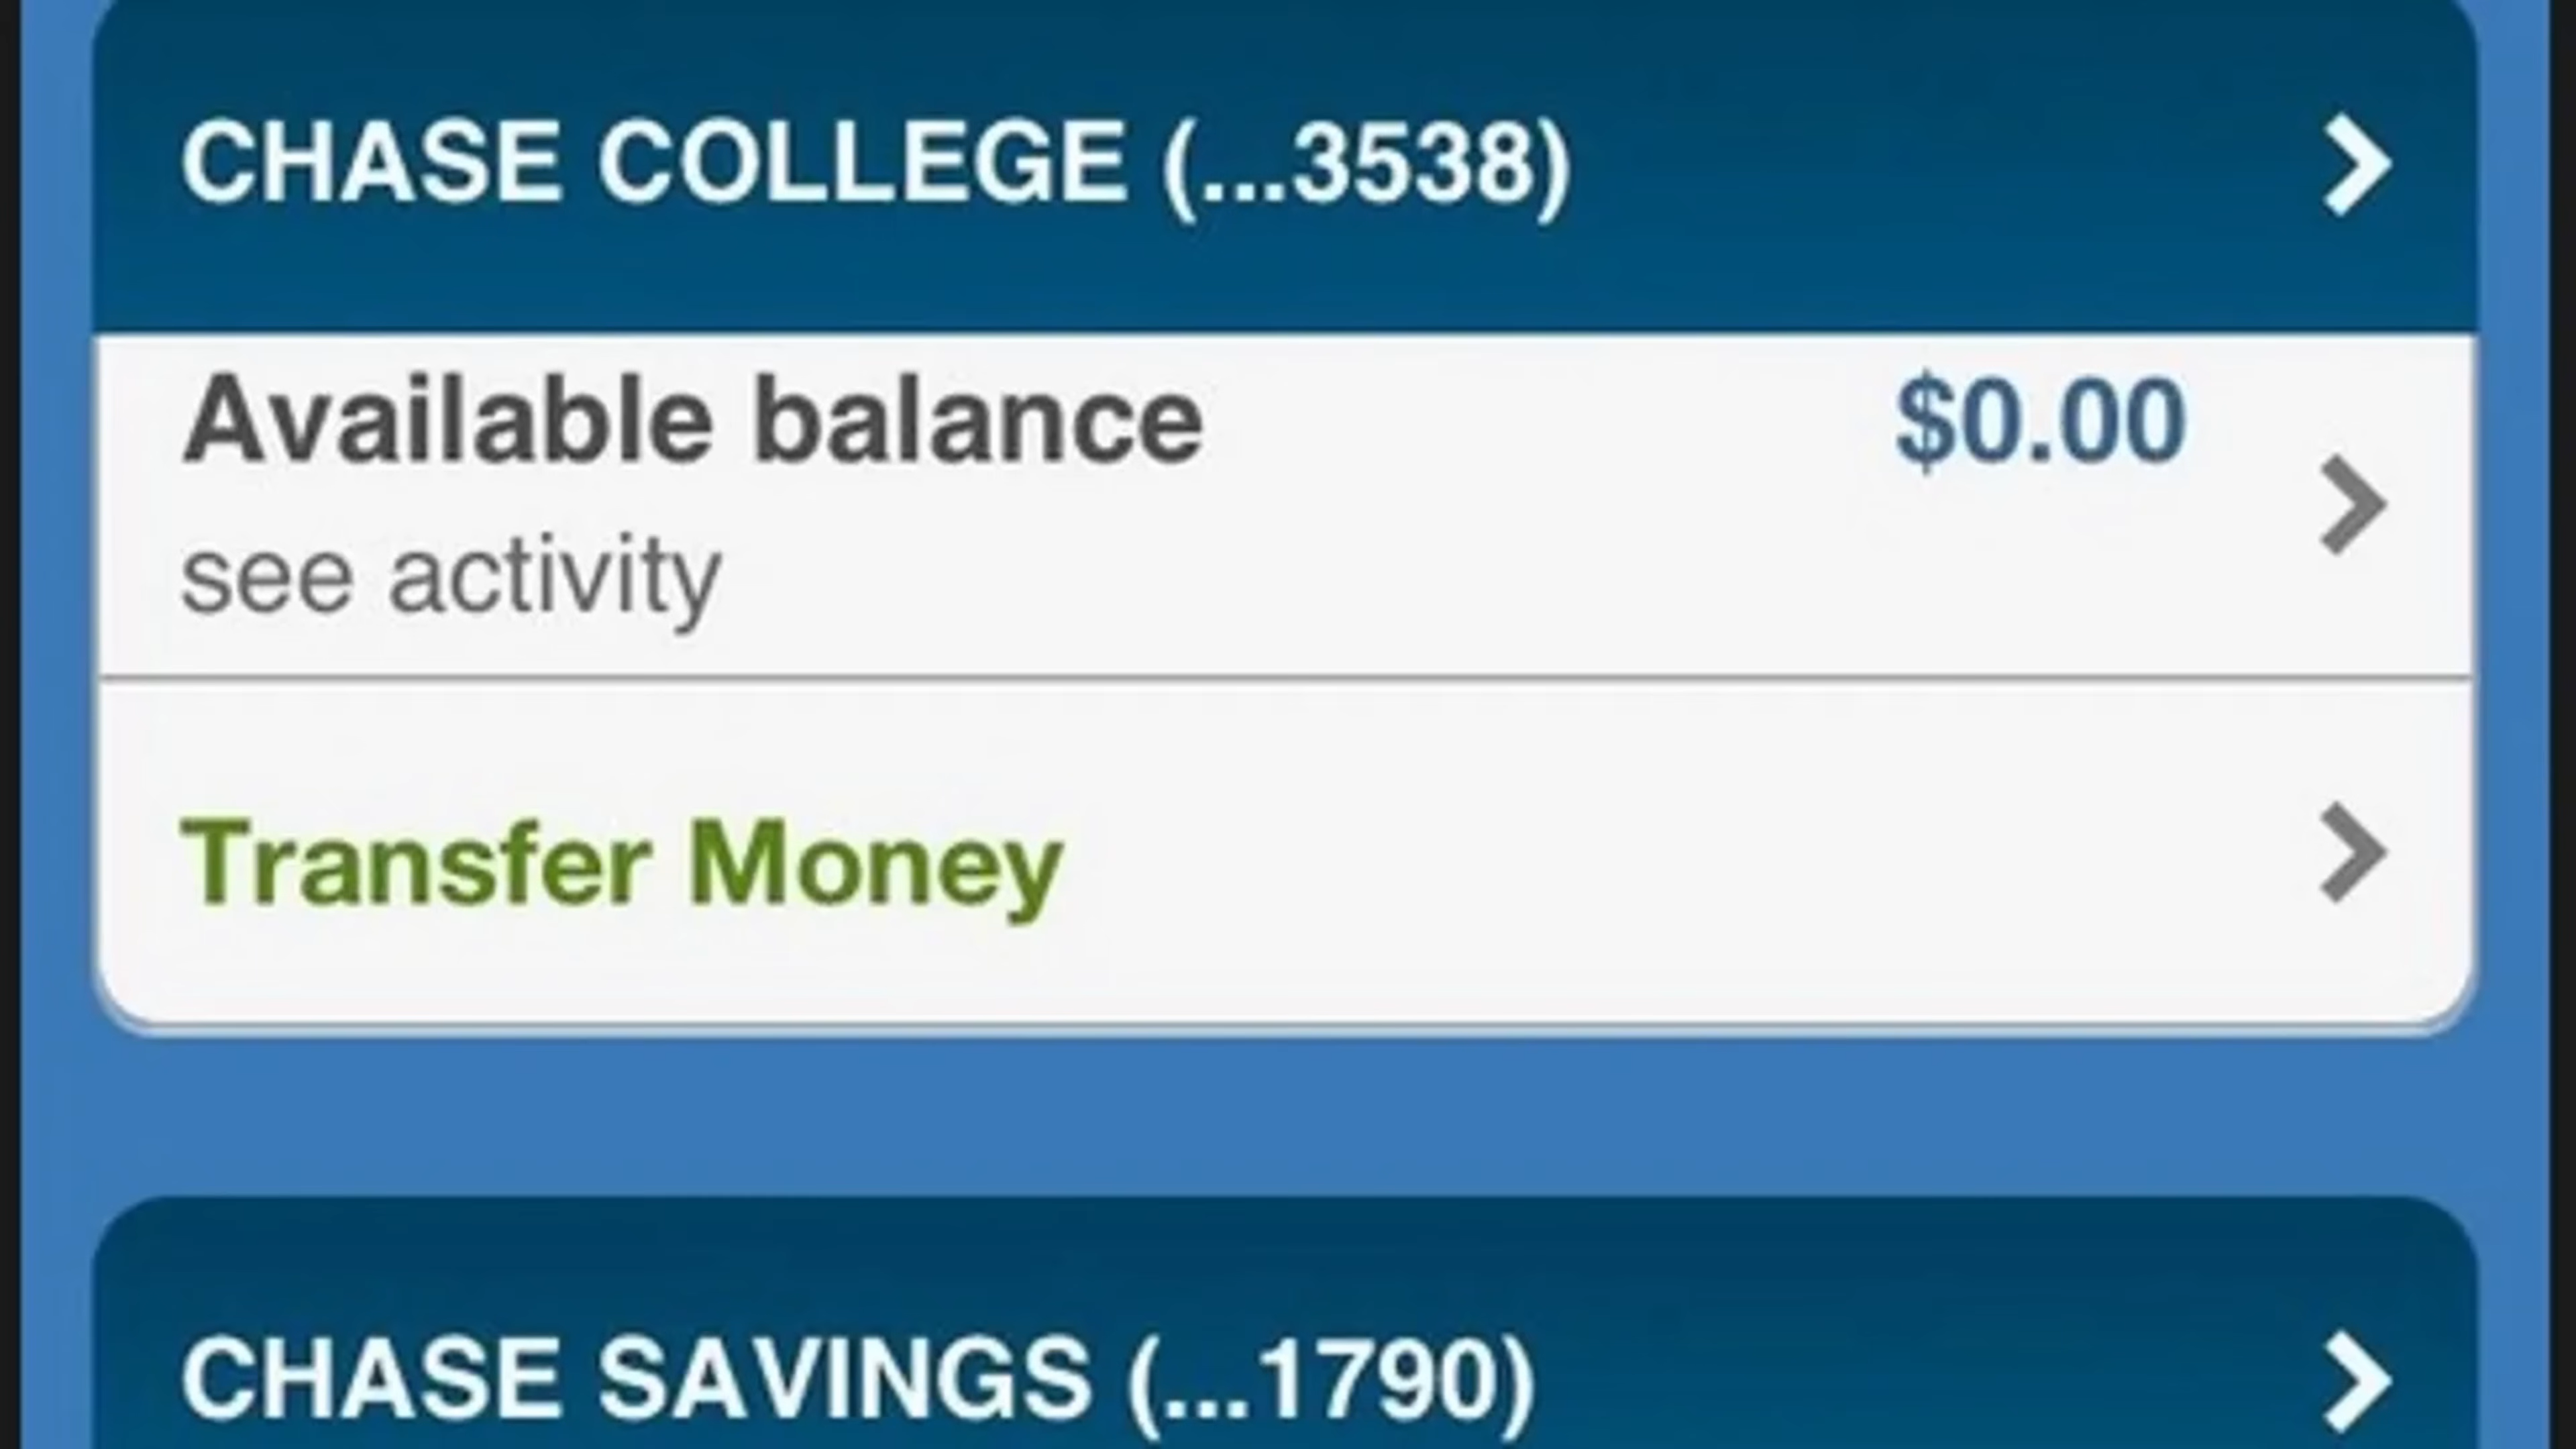 CHASE COLLEGE (...3538)
Available balance $0.00
see activity
Transfer Money
CHASE SAVINGS (...1790)